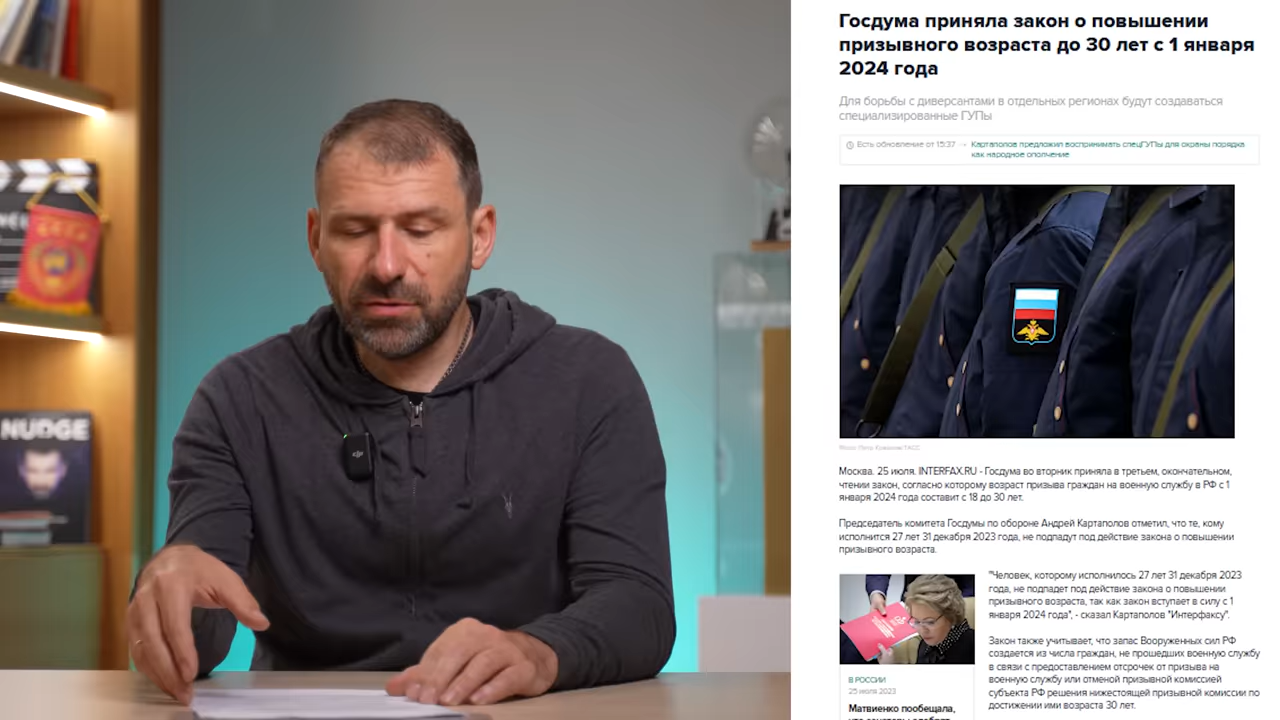 СССР
NUDGE
Госдума приняла закон о повышении
призывного возраста до 30 лет с 1 января
2024 года
Для борьбы с диверсантами в отдельных регионах будут создаваться
специализированные ГУПы
Есть обновление от 15:37 → Картаполов предложил воспринимать спецГУПы для охраны порядка
как народное ополчение
Москва. 25 июля. INTERFAX.RU - Госдума во вторник приняла в третьем, окончательном,
чтении закон, согласно которому возраст призыва граждан на военную службу в РФ с 1
января 2024 года составит с 18 до 30 лет.
Председатель комитета Госдумы по обороне Андрей Картаполов отметил, что те, кому
исполнится 27 лет 31 декабря 2023 года, не подпадут под действие закона о повышении
призывного возраста.
"Человек, которому исполнилось 27 лет 31 декабря 2023
года, не подпадет под действие закона о повышении
призывного возраста, так как закон вступает в силу с 1
января 2024 года", - сказал Картаполов "Интерфаксу".
Закон также учитывает, что запас Вооруженных сил РФ
создается из числа граждан, не прошедших военную службу
в связи с предоставлением отсрочек от призыва на
военную службу или отменой призывной комиссией
субъекта РФ решения нижестоящей призывной комиссии по
достижении ими возраста 30 лет.
В РОССИИ
25 июля 2023
Матвиенко пообещала,